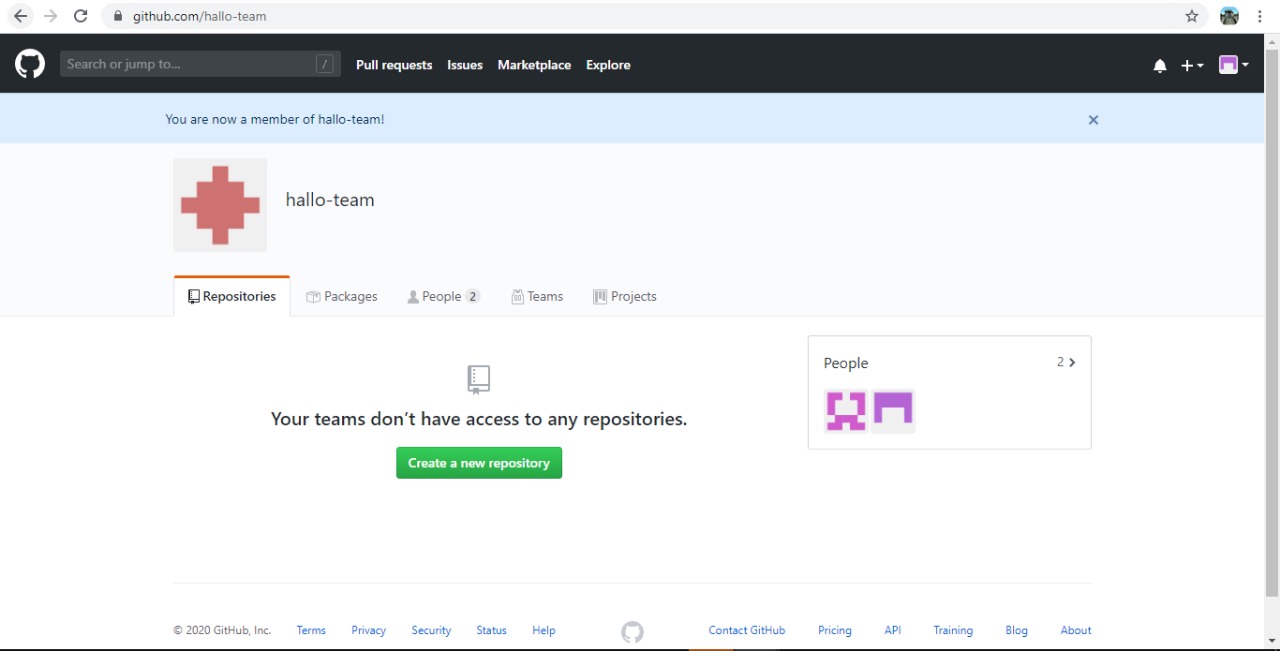 github.com/hallo-team
Search or jump to... /
Pull requests Issues Marketplace Explore
You are now a member of hallo-team!
hallo-team
Repositories Packages People 2 Teams Projects
People 2
Your teams don't have access to any repositories.
Create a new repository
© 2020 GitHub, Inc. Terms Privacy Security Status Help Contact GitHub Pricing API Training Blog About